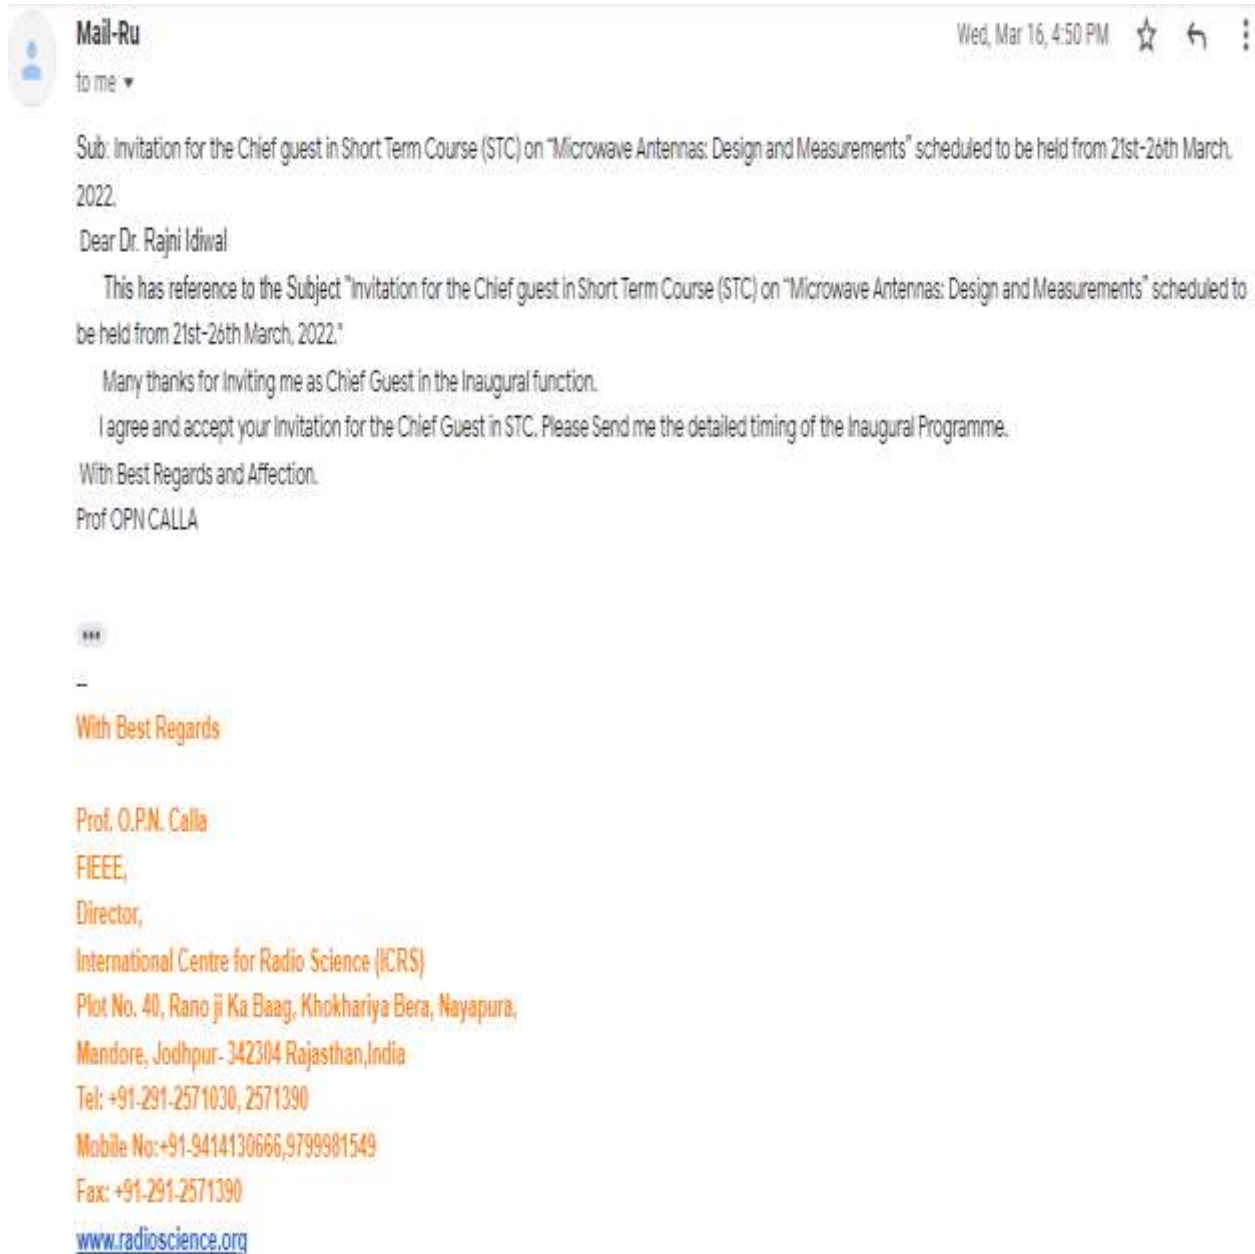 Mail-Ru
Wed, Mar 16, 4:50 PM
to me
Sub: Invitation for the Chief guest in Short Term Course (STC) on "Microwave Antennas: Design and Measurements" scheduled to be held from 21st-26th March,
2022.
Dear Dr. Rajni Idiwal
This has reference to the Subject "Invitation for the Chief guest in Short Term Course (STC) on "Microwave Antennas: Design and Measurements" scheduled to
be held from 21st-26th March, 2022."
Many thanks for Inviting me as Chief Guest in the Inaugural function.
I agree and accept your Invitation for the Chief Guest in STC. Please Send me the detailed timing of the Inaugural Programme.
With Best Regards and Affection.
Prof OPN CALLA
•••
--
With Best Regards
Prof. O.P.N. Calla
FIEEE,
Director,
International Centre for Radio Science (ICRS)
Plot No. 40, Rano ji Ka Baag, Khokhariya Bera, Nayapura,
Mandore, Jodhpur- 342304 Rajasthan,India
Tel: +91-291-2571030, 2571390
Mobile No:+91-9414130666,9799981549
Fax: +91-291-2571390
www.radioscience.org